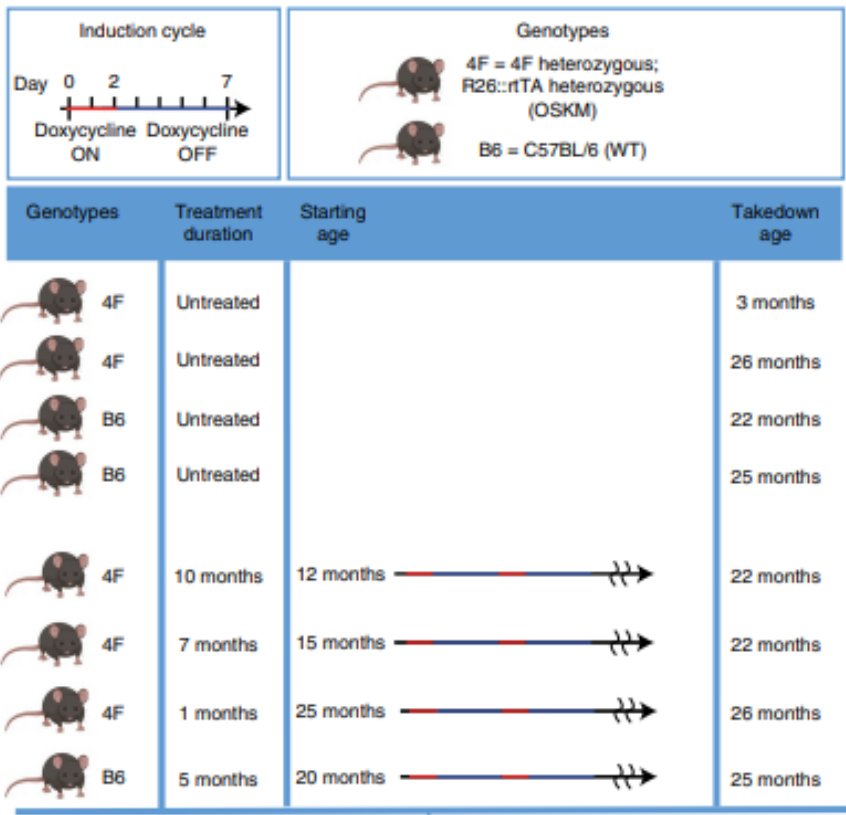 Induction cycle
Day 0 2 7
Doxycycline Doxycycline
ON OFF
Genotypes
4F = 4F heterozygous;
R26::rtTA heterozygous
(OSKM)
B6 = C57BL/6 (WT)
Genotypes Treatment Starting Takedown
duration age age
4F Untreated 3 months
4F Untreated 26 months
B6 Untreated 22 months
B6 Untreated 25 months
4F 10 months 12 months 22 months
4F 7 months 15 months 22 months
4F 1 months 25 months 26 months
B6 5 months 20 months 25 months